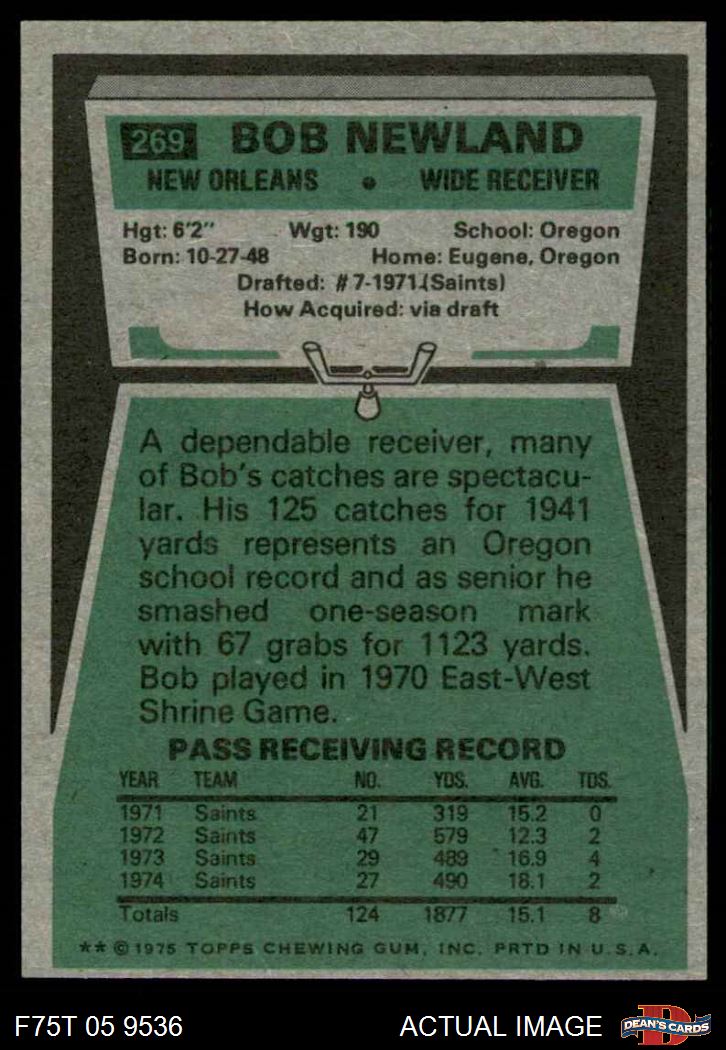 269 BOB NEWLAND
NEW ORLEANS • WIDE RECEIVER
Hgt: 6'2" Wgt: 190 School: Oregon
Born: 10-27-48 Home: Eugene, Oregon
Drafted: #7-1971.(Saints)
How Acquired: via draft
A dependable receiver, many
of Bob's catches are spectacu-
lar. His 125 catches for 1941
yards represents an Oregon
school record and as senior he
smashed one-season mark
with 67 grabs for 1123 yards.
Bob played in 1970 East-West
Shrine Game.
PASS RECEIVING RECORD
YEAR TEAM NO. YDS. AVG. TDS.
1971 Saints 21 319 15.2 0
1972 Saints 47 579 12.3 2
1973 Saints 29 489 16.9 4
1974 Saints 27 490 18.1 2
Totals 124 1877 15.1 8
** © 1975 TOPPS CHEWING GUM, INC. PRTD IN U.S.A.
F75T 05 9536 ACTUAL IMAGE
D
DEAN'S CARDS